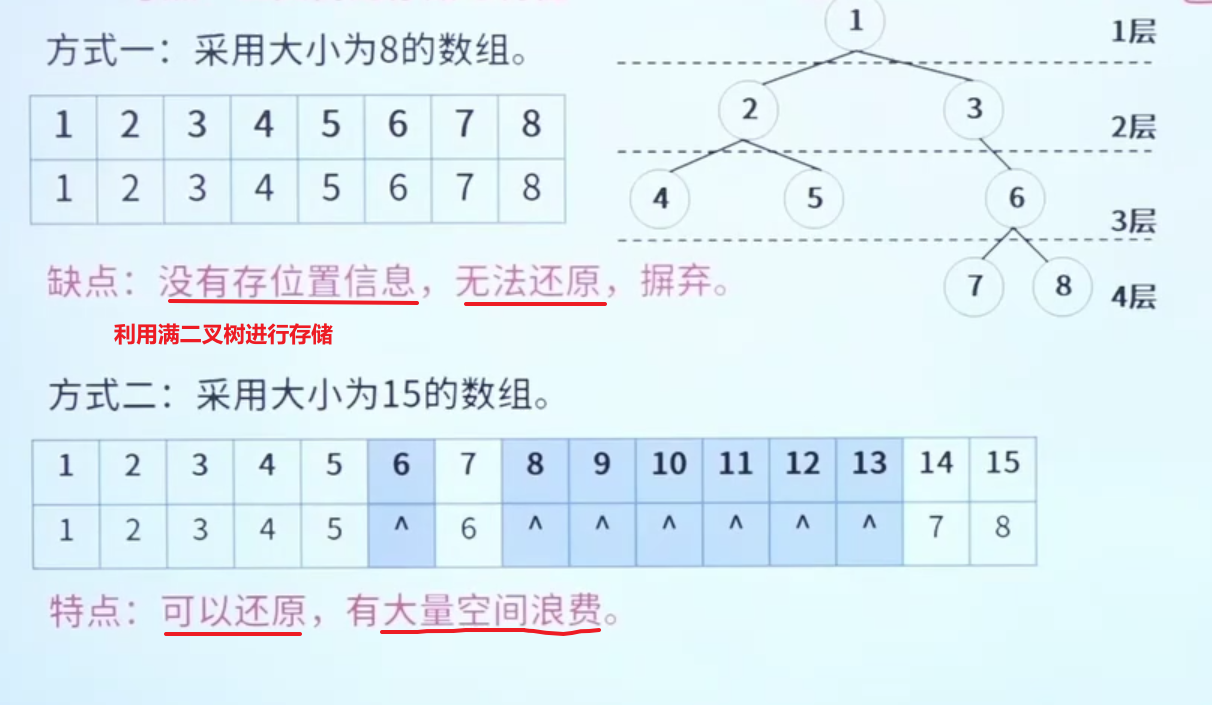 方式一：采用大小为8的数组。
1 2 3 4 5 6 7 8
1 2 3 4 5 6 7 8
缺点：没有存位置信息，无法还原，摒弃。
利用满二叉树进行存储
1 1层
2 3 2层
4 5 6 3层
7 8 4层
方式二：采用大小为15的数组。
1 2 3 4 5 6 7 8 9 10 11 12 13 14 15
1 2 3 4 5 ^ 6 ^ ^ ^ ^ ^ ^ 7 8
特点：可以还原，有大量空间浪费。